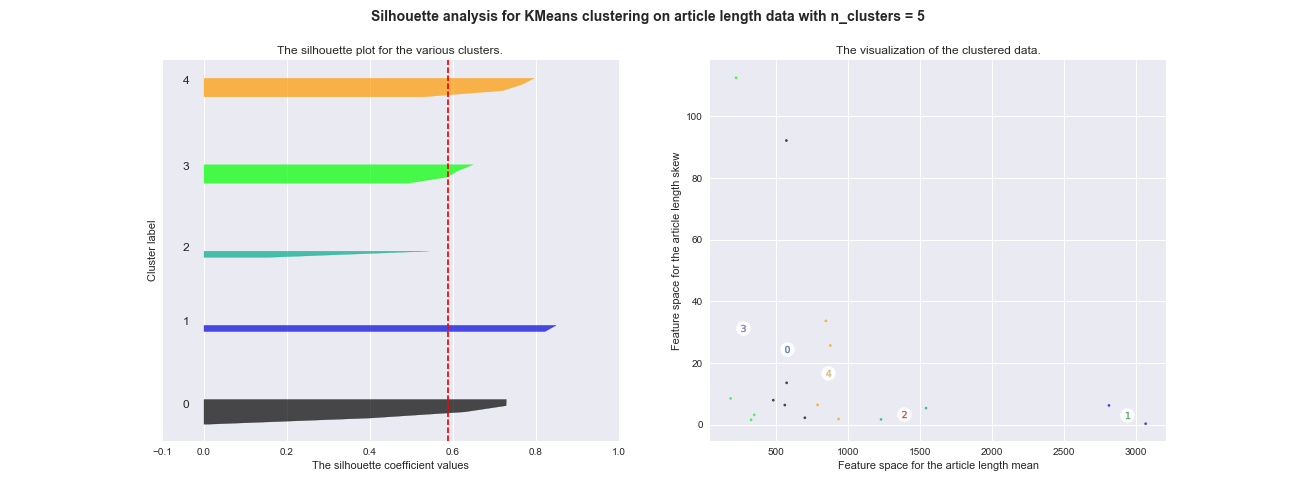 Silhouette analysis for KMeans clustering on article length data with n_clusters = 5
The silhouette plot for the various clusters.
Cluster label
4
3
2
1
0
−0.1 0.0 0.2 0.4 0.6 0.8 1.0
The silhouette coefficient values
The visualization of the clustered data.
Feature space for the article length skew
100
80
60
40
20
0
3
0
4
2
1
500 1000 1500 2000 2500 3000
Feature space for the article length mean